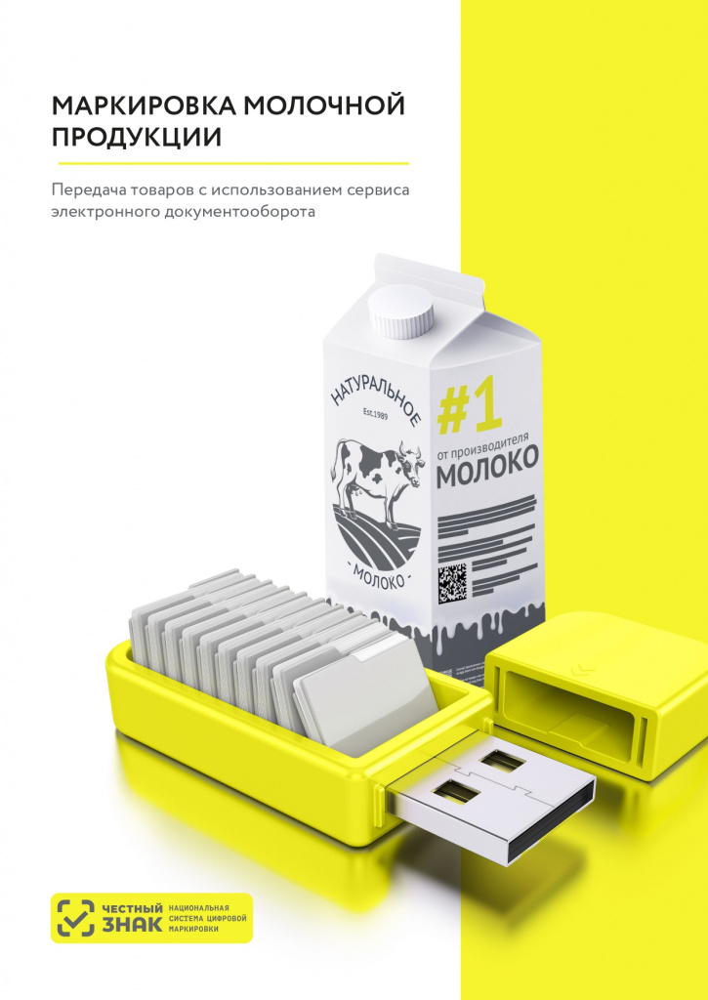 МАРКИРОВКА МОЛОЧНОЙ
ПРОДУКЦИИ
Передача товаров с использованием сервиса
электронного документооборота
НАТУРАЛЬНОЕ
Est.1989
- МОЛОКО -
#1
от производителя
МОЛОКО
ЧЕСТНЫЙ
ЗНАК
НАЦИОНАЛЬНАЯ
СИСТЕМА ЦИФРОВОЙ
МАРКИРОВКИ